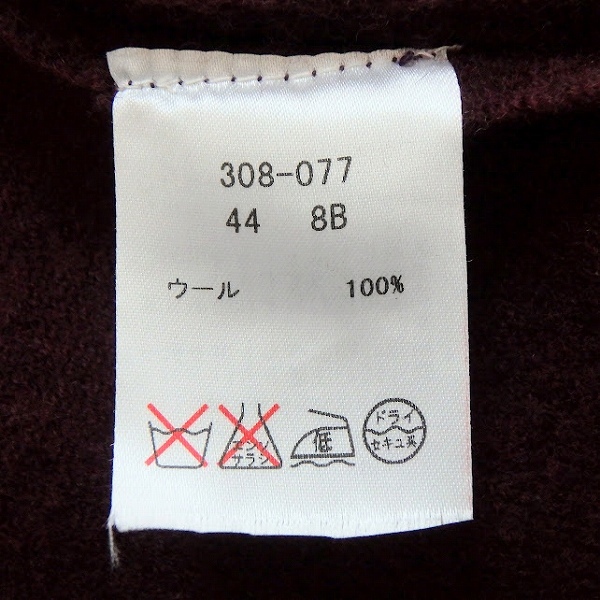 308-077
44 8B
ウール 100%
エンソ
サラシ
低
ドライ
セキユ系